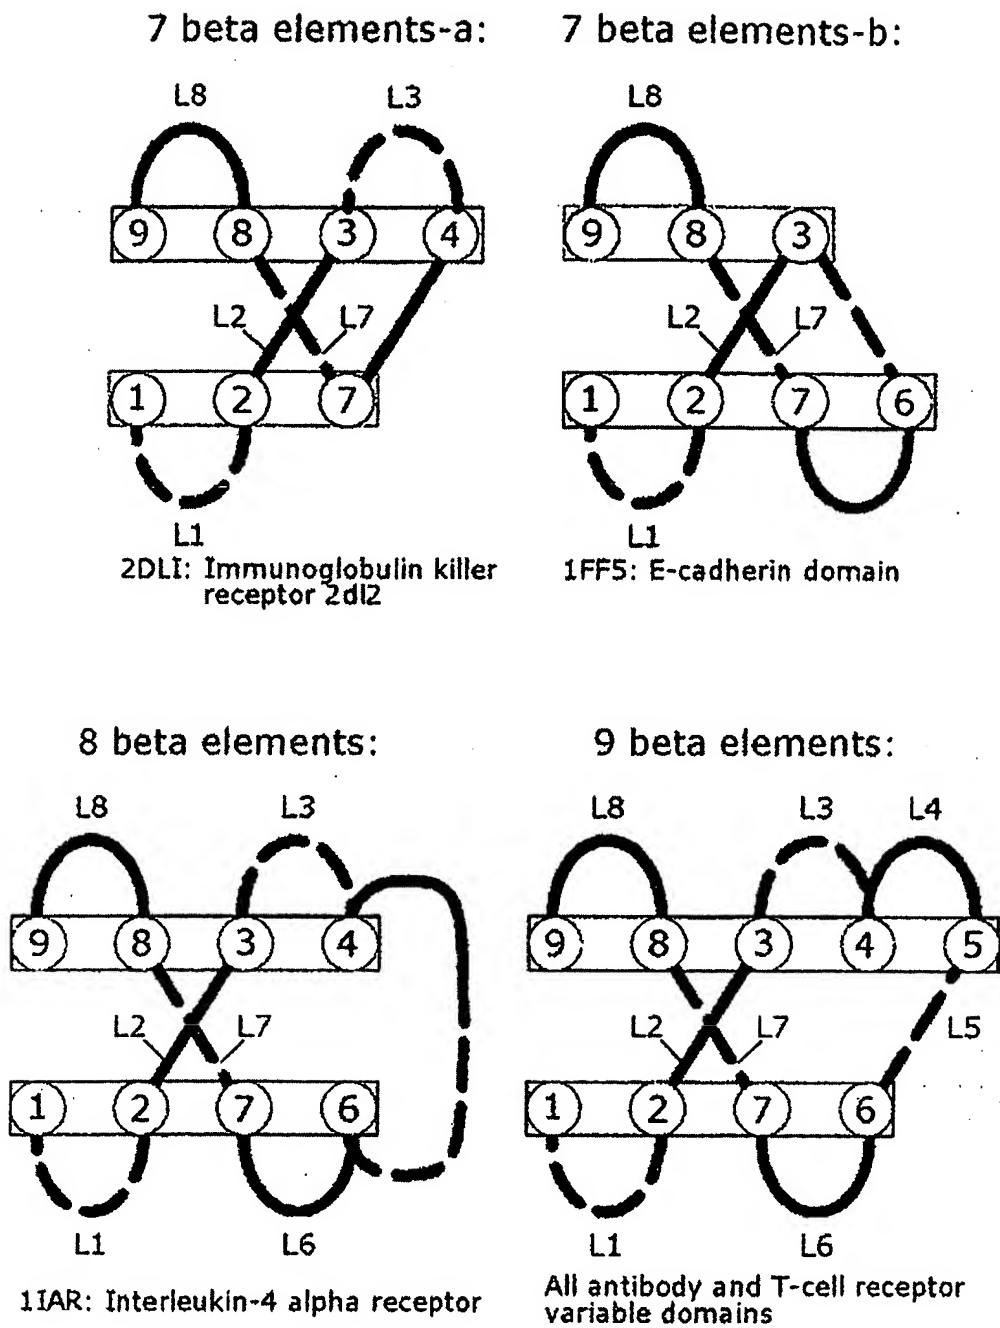 7 beta elements-a:
7 beta elements-b:
L8
L3
L8
9 8 3 4
9 8 3
L2 L7
L2 L7
1 2 7
1 2 7 6
L1
L1
2DLI: Immunoglobulin killer
receptor 2dl2
1FF5: E-cadherin domain
8 beta elements:
9 beta elements:
L8
L3
L8
L3
L4
9 8 3 4
9 8 3 4 5
L2 L7
L2 L7
L5
1 2 7 6
1 2 7 6
L1
L6
L1
L6
1IAR: Interleukin-4 alpha receptor
All antibody and T-cell receptor
variable domains